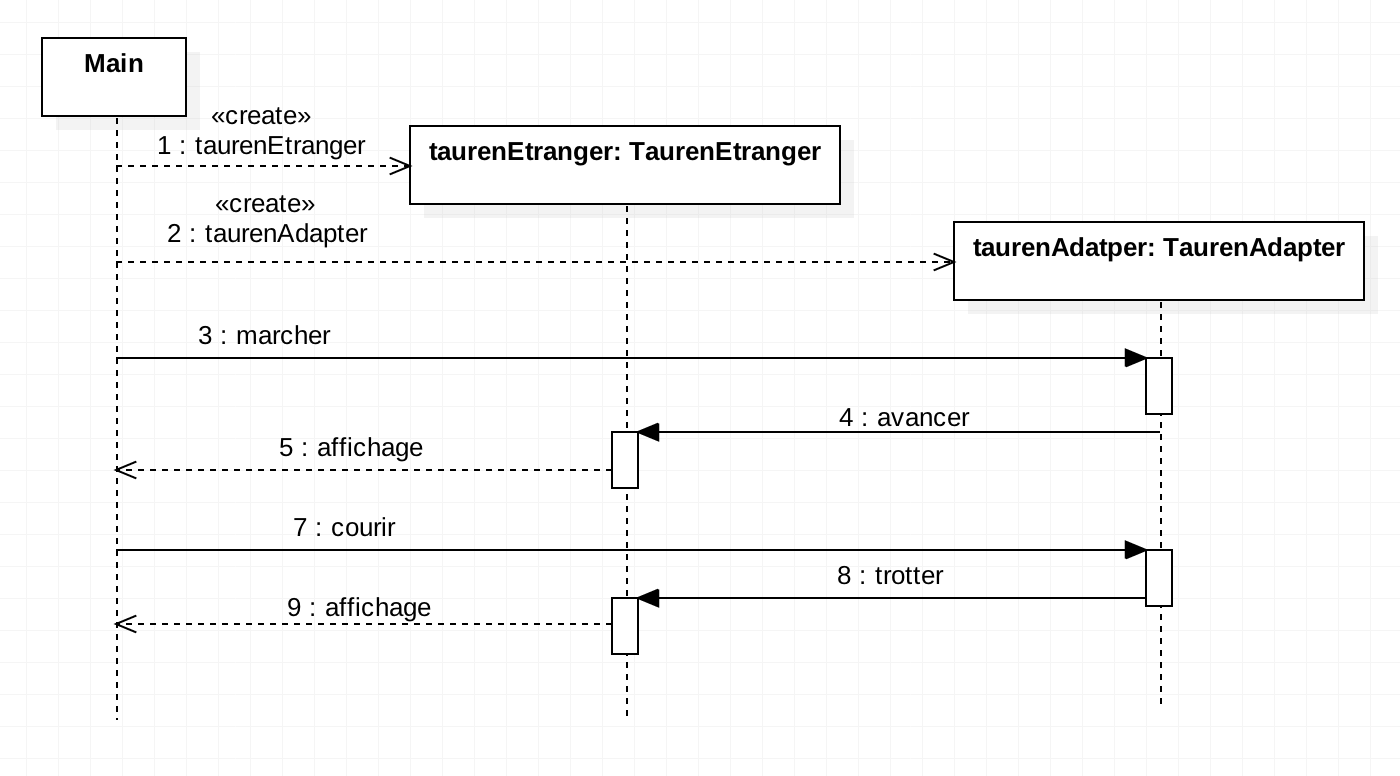 Main
«create»
1 : taurenEtranger
taurenEtranger: TaurenEtranger
«create»
2 : taurenAdapter
taurenAdatper: TaurenAdapter
3 : marcher
4 : avancer
5 : affichage
7 : courir
8 : trotter
9 : affichage